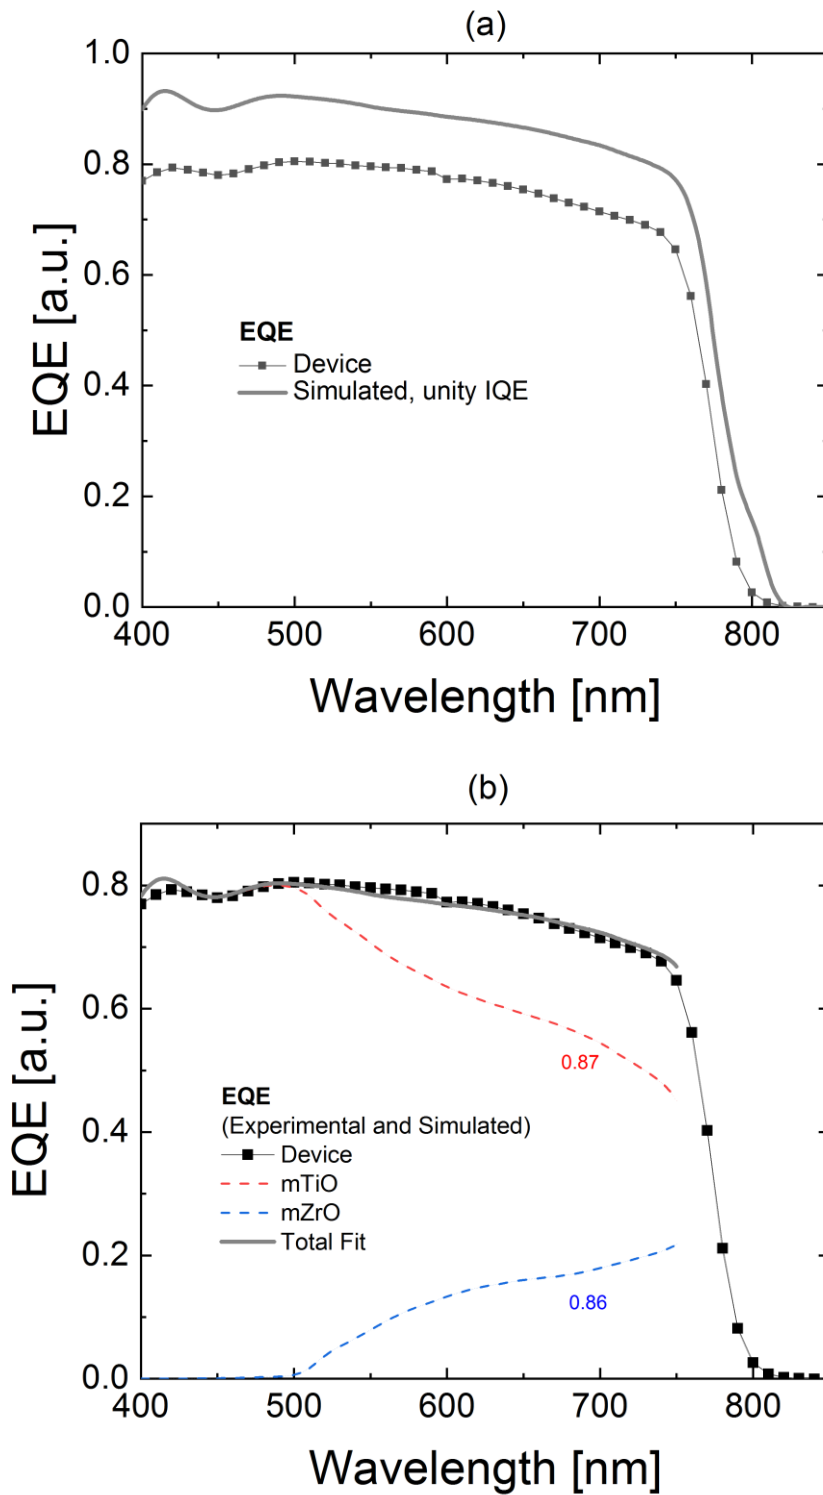 (a)
1.0
0.8
0.6
0.4
0.2
0.0
EQE [a.u.]
EQE
Device
Simulated, unity IQE
400 500 600 700 800
Wavelength [nm]
(b)
0.8
0.6
0.4
0.2
0.0
EQE [a.u.]
0.87
EQE
(Experimental and Simulated)
Device
mTiO
mZrO
Total Fit
0.86
400 500 600 700 800
Wavelength [nm]